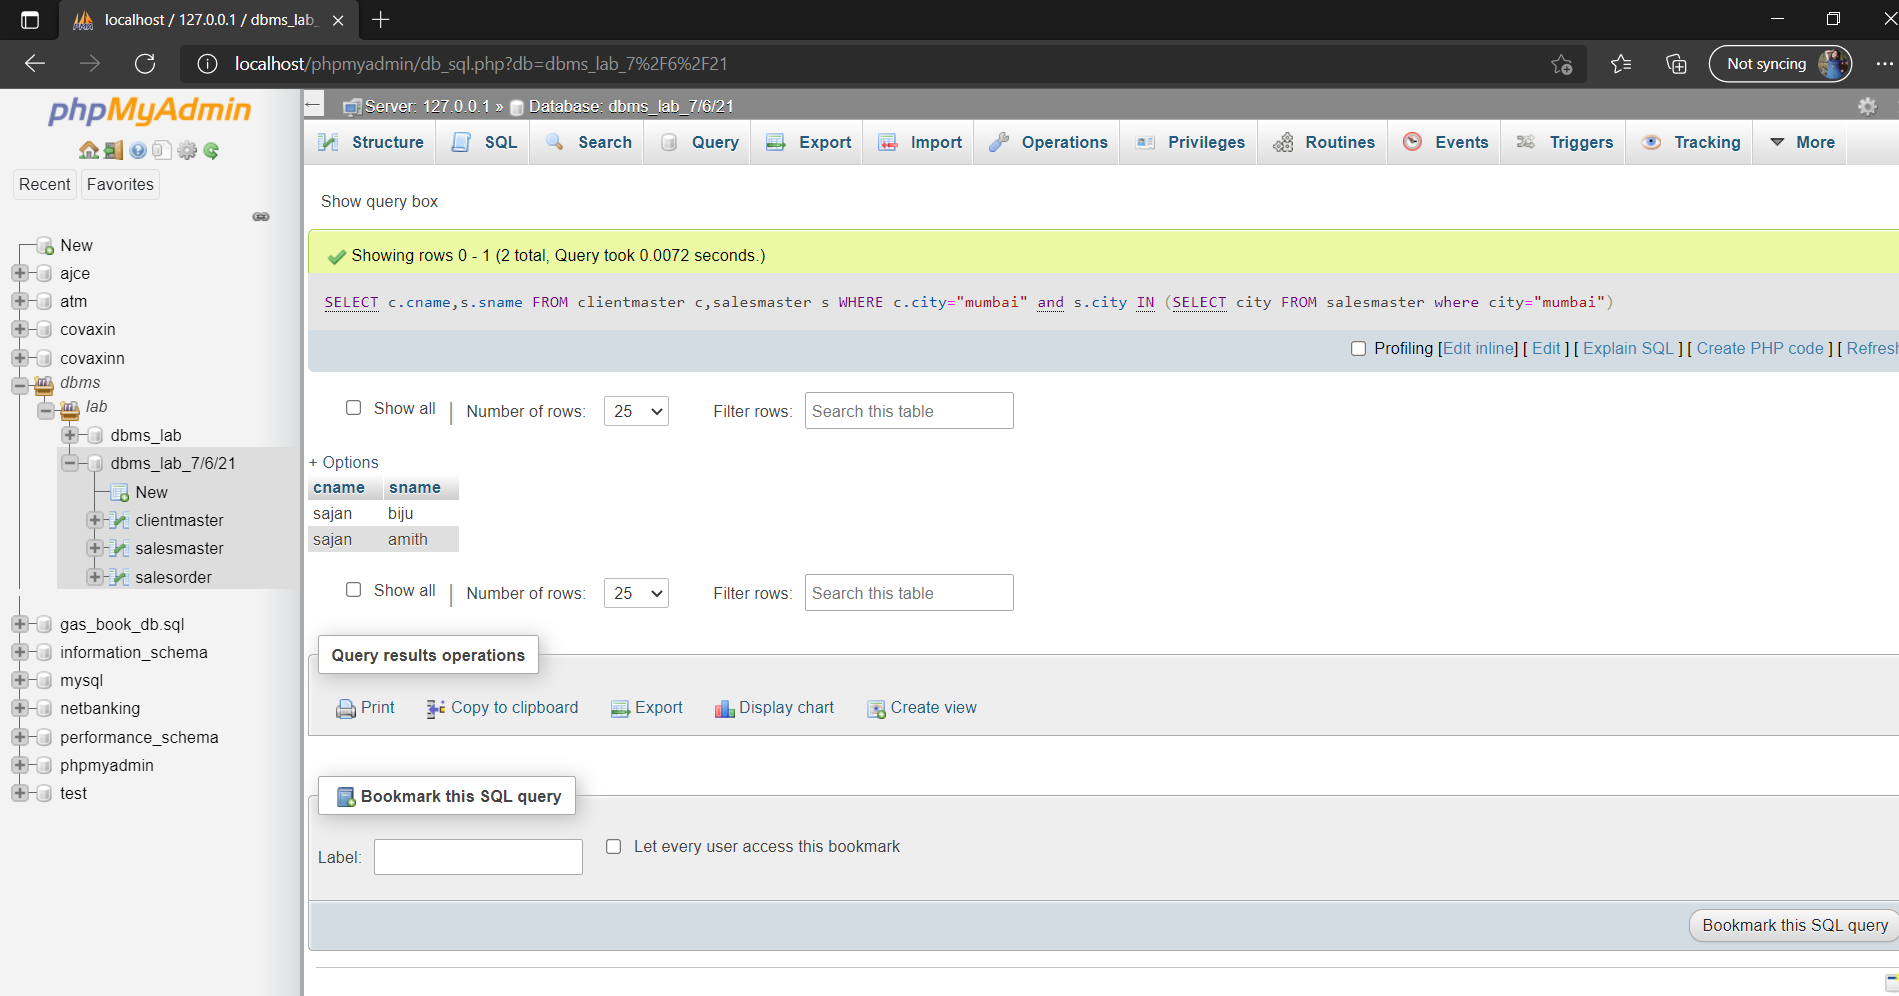 localhost / 127.0.0.1 / dbms_lab_
localhost/phpmyadmin/db_sql.php?db=dbms_lab_7%2F6%2F21
Not syncing
phpMyAdmin
Recent
Favorites
New
ajce
atm
covaxin
covaxinn
dbms
lab
dbms_lab
dbms_lab_7/6/21
New
clientmaster
salesmaster
salesorder
gas_book_db.sql
information_schema
mysql
netbanking
performance_schema
phpmyadmin
test
Server: 127.0.0.1 » Database: dbms_lab_7/6/21
Structure SQL Search Query Export Import Operations Privileges Routines Events Triggers Tracking More
Show query box
Showing rows 0 - 1 (2 total, Query took 0.0072 seconds.)
SELECT c.cname,s.sname FROM clientmaster c,salesmaster s WHERE c.city="mumbai" and s.city IN (SELECT city FROM salesmaster where city="mumbai")
Profiling [Edit inline] [ Edit ] [ Explain SQL ] [ Create PHP code ] [ Refresh
Show all | Number of rows: 25 Filter rows: Search this table
+ Options
cname sname
sajan biju
sajan amith
Show all | Number of rows: 25 Filter rows: Search this table
Query results operations
Print Copy to clipboard Export Display chart Create view
Bookmark this SQL query
Label: Let every user access this bookmark
Bookmark this SQL query